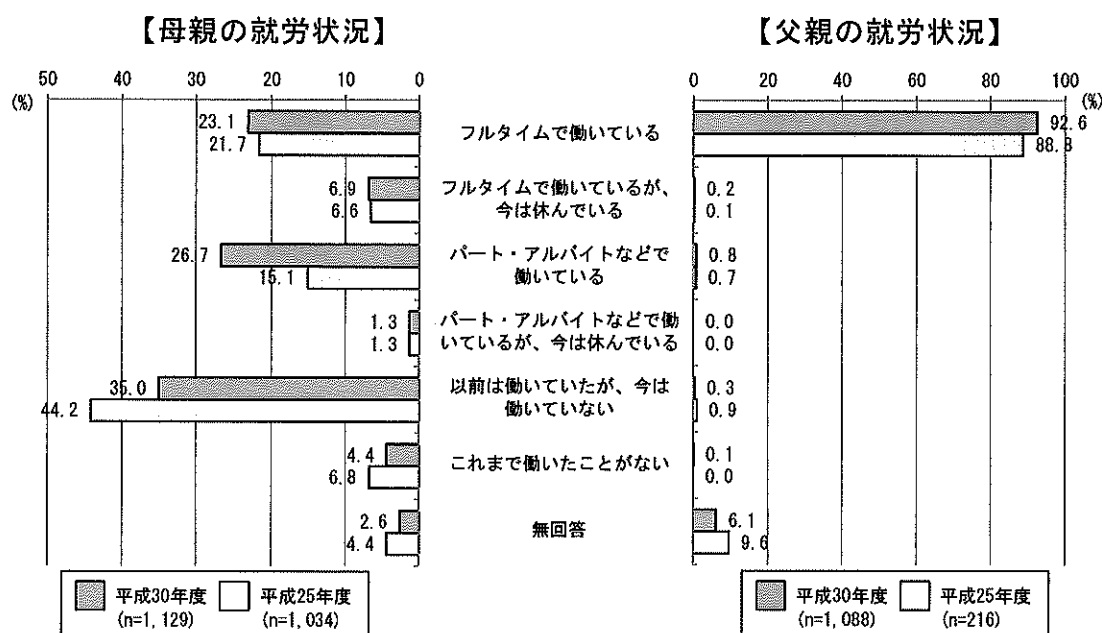 【母親の就労状況】
【父親の就労状況】
50 40 30 20 10 0
(%)
0 20 40 60 80 100
(%)
23.1
21.7
フルタイムで働いている
92.6
88.8
6.9
6.6
フルタイムで働いているが、
今は休んでいる
0.2
0.1
26.7
15.1
パート・アルバイトなどで
働いている
0.8
0.7
1.3
1.3
パート・アルバイトなどで働
いているが、今は休んでいる
0.0
0.0
35.0
44.2
以前は働いていたが、今は
働いていない
0.3
0.9
4.4
6.8
これまで働いたことがない
0.1
0.0
2.6
4.4
無回答
6.1
9.6
平成30年度 平成25年度
(n=1,129) (n=1,034)
平成30年度 平成25年度
(n=1,088) (n=216)